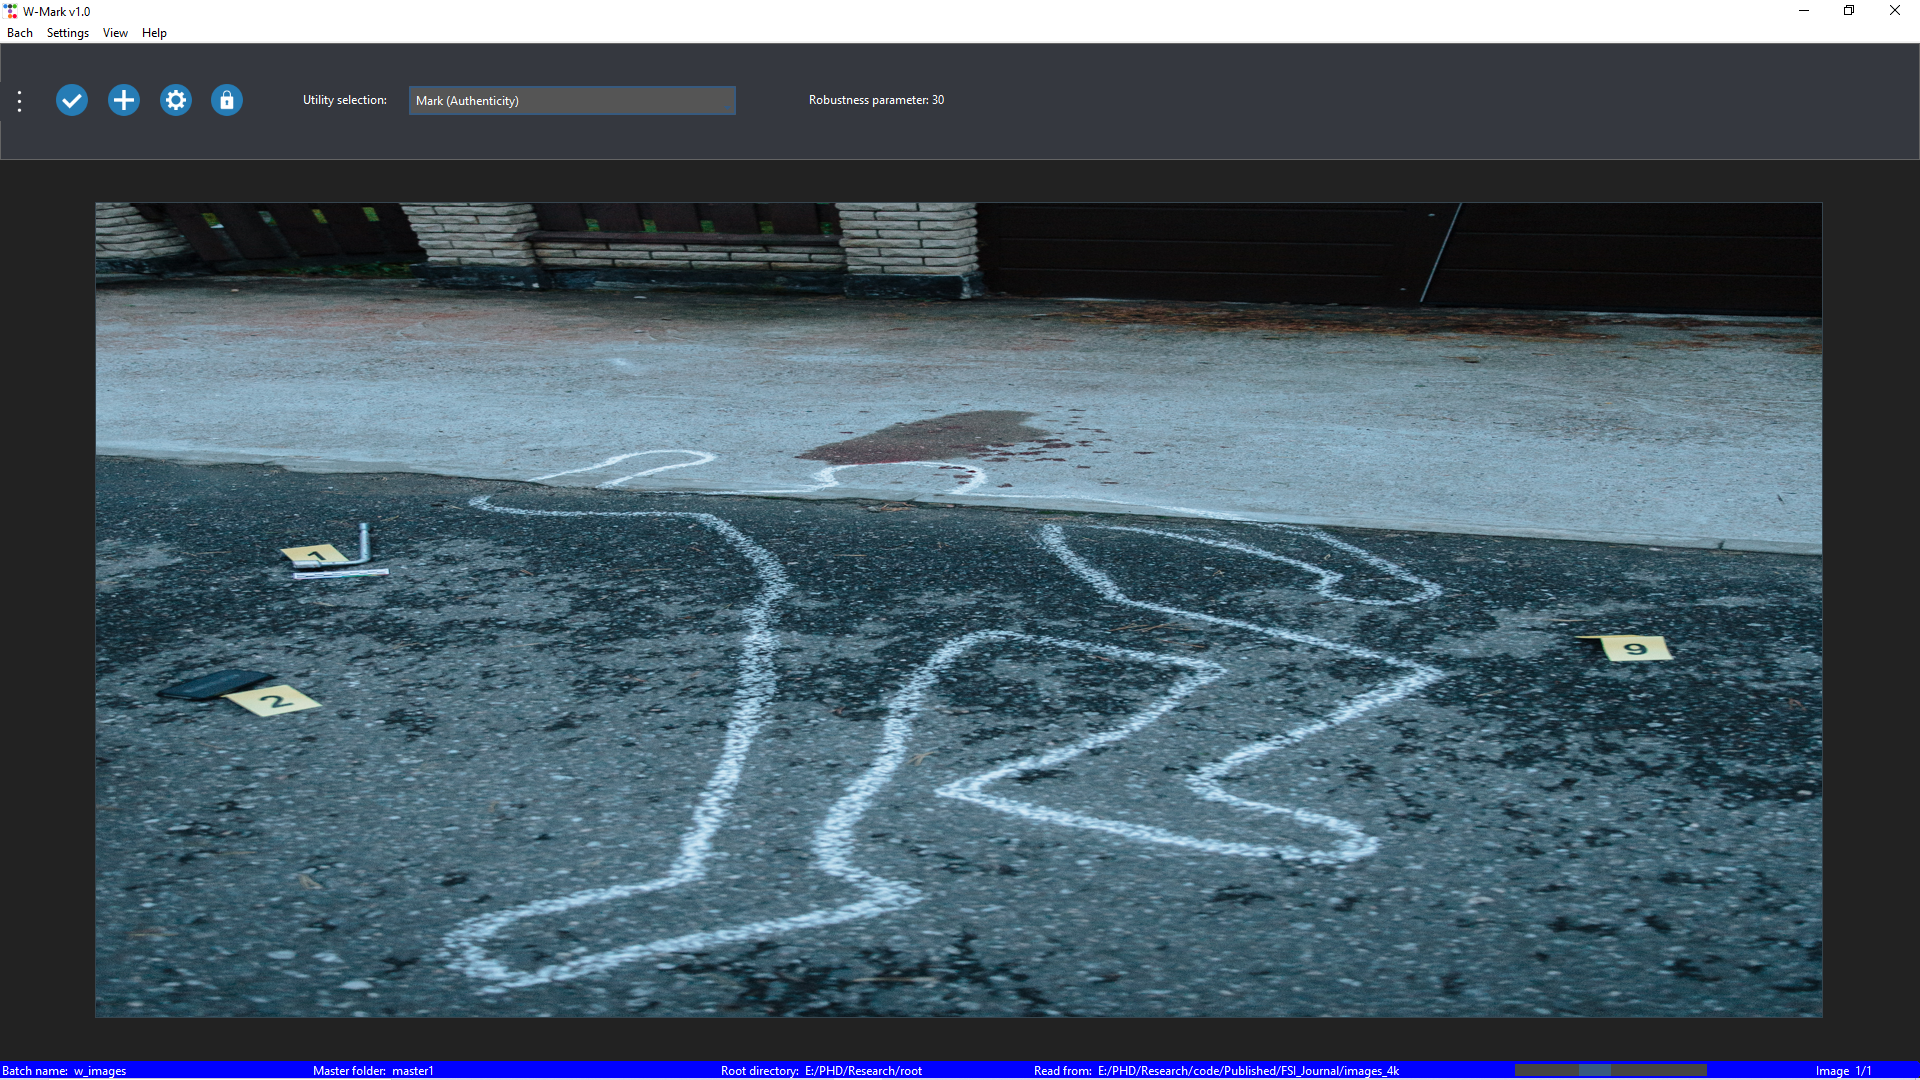 W-Mark v1.0
Bach Settings View Help
Utility selection: Mark (Authenticity) Robustness parameter: 30
1
2
9
Batch name: w_images Master folder: master1 Root directory: E:/PHD/Research/root Read from: E:/PHD/Research/code/Published/FSI_Journal/images_4k Image 1/1